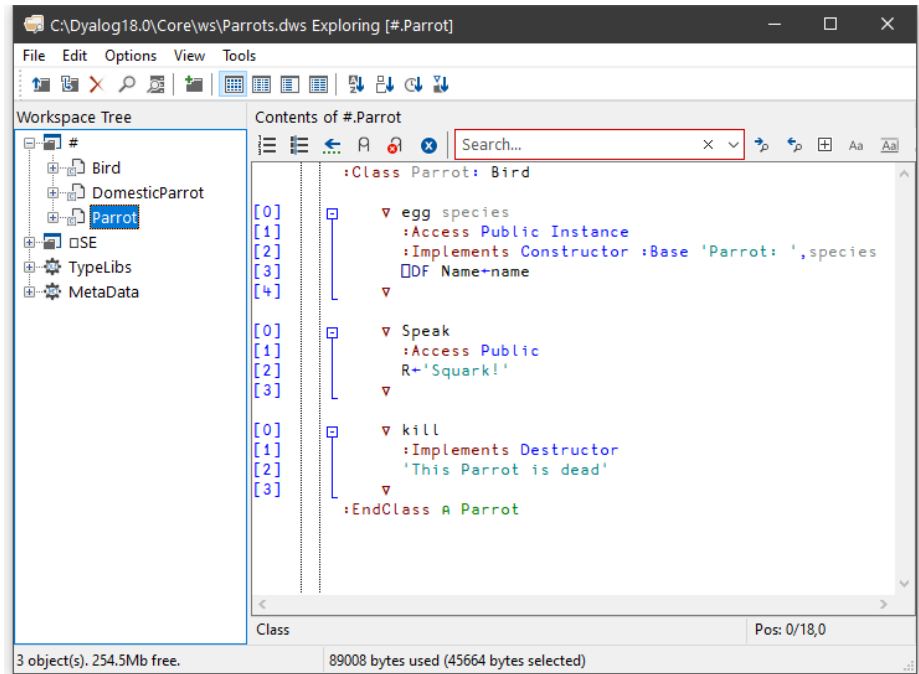 C:\Dyalog18.0\Core\ws\Parrots.dws Exploring [#.Parrot]
File Edit Options View Tools
Workspace Tree
#
Bird
DomesticParrot
Parrot
⎕SE
TypeLibs
MetaData
Contents of #.Parrot
Search...
Aa Aa
:Class Parrot: Bird
[0] ∇ egg species
[1] :Access Public Instance
[2] :Implements Constructor :Base 'Parrot: ',species
[3] ⎕DF Name←name
[4] ∇
[0] ∇ Speak
[1] :Access Public
[2] R←'Squark!'
[3] ∇
[0] ∇ kill
[1] :Implements Destructor
[2] 'This Parrot is dead'
[3] ∇
:EndClass ⍝ Parrot
Class Pos: 0/18,0
3 object(s). 254.5Mb free. 89008 bytes used (45664 bytes selected)